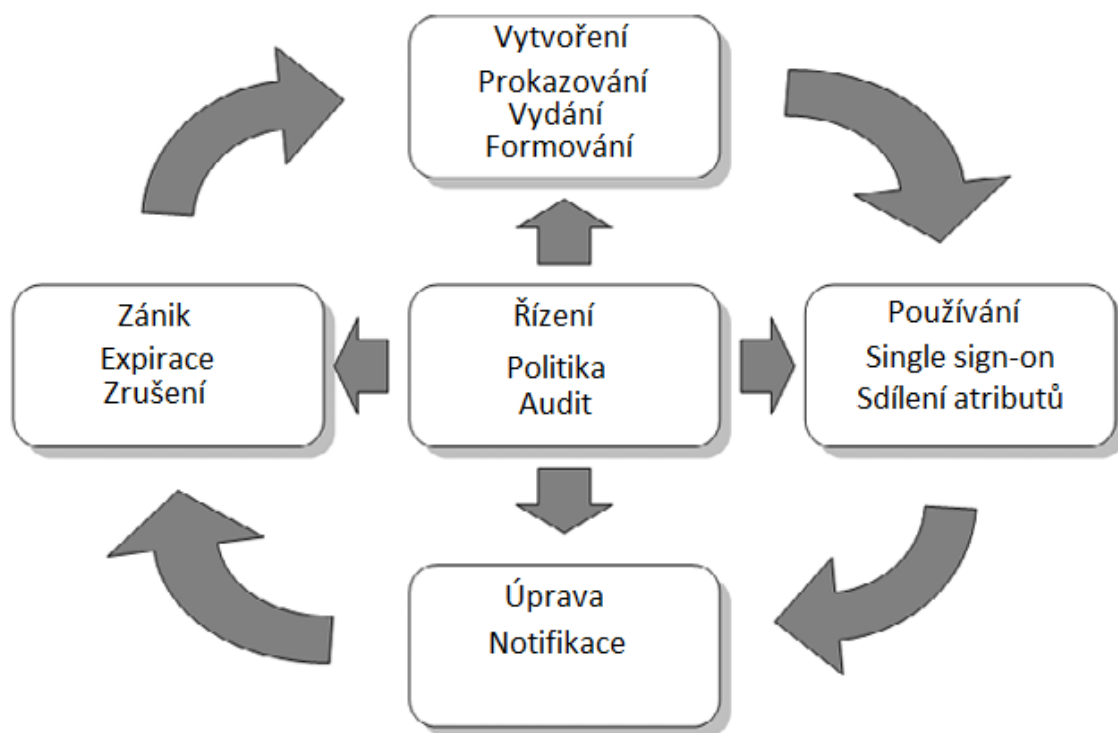 Vytvoření
Prokazování
Vydání
Formování
Zánik
Expirace
Zrušení
Řízení
Politika
Audit
Používání
Single sign-on
Sdílení atributů
Úprava
Notifikace